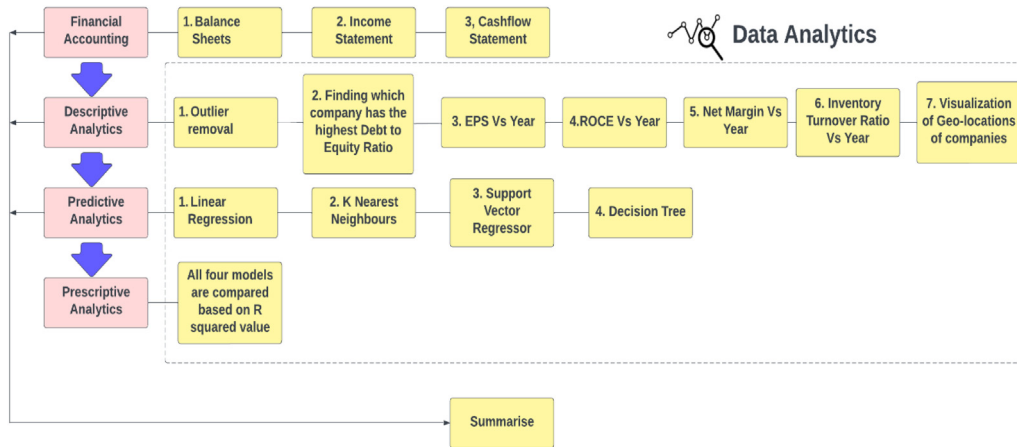 Financial
Accounting
1. Balance
Sheets
2. Income
Statement
3, Cashflow
Statement
Data Analytics
Descriptive
Analytics
1. Outlier
removal
2. Finding which
company has the
highest Debt to
Equity Ratio
3. EPS Vs Year
4.ROCE Vs Year
5. Net Margin Vs
Year
6. Inventory
Turnover Ratio
Vs Year
7. Visualization
of Geo-locations
of companies
Predictive
Analytics
1. Linear
Regression
2. K Nearest
Neighbours
3. Support
Vector
Regressor
4. Decision Tree
Prescriptive
Analytics
All four models
are compared
based on R
squared value
Summarise